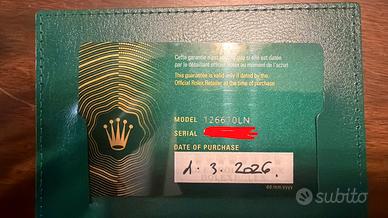 Cette garantie n'est valable que si elle est datée
par le détaillant officiel Rolex au moment de l'achat
This guarantee is valid only if dated by the
Official Rolex Retailer at the time of purchase
MODEL 126610LN
SERIAL
DATE OF PURCHASE
1. 3. 2026.
dd mm yyyy
subito